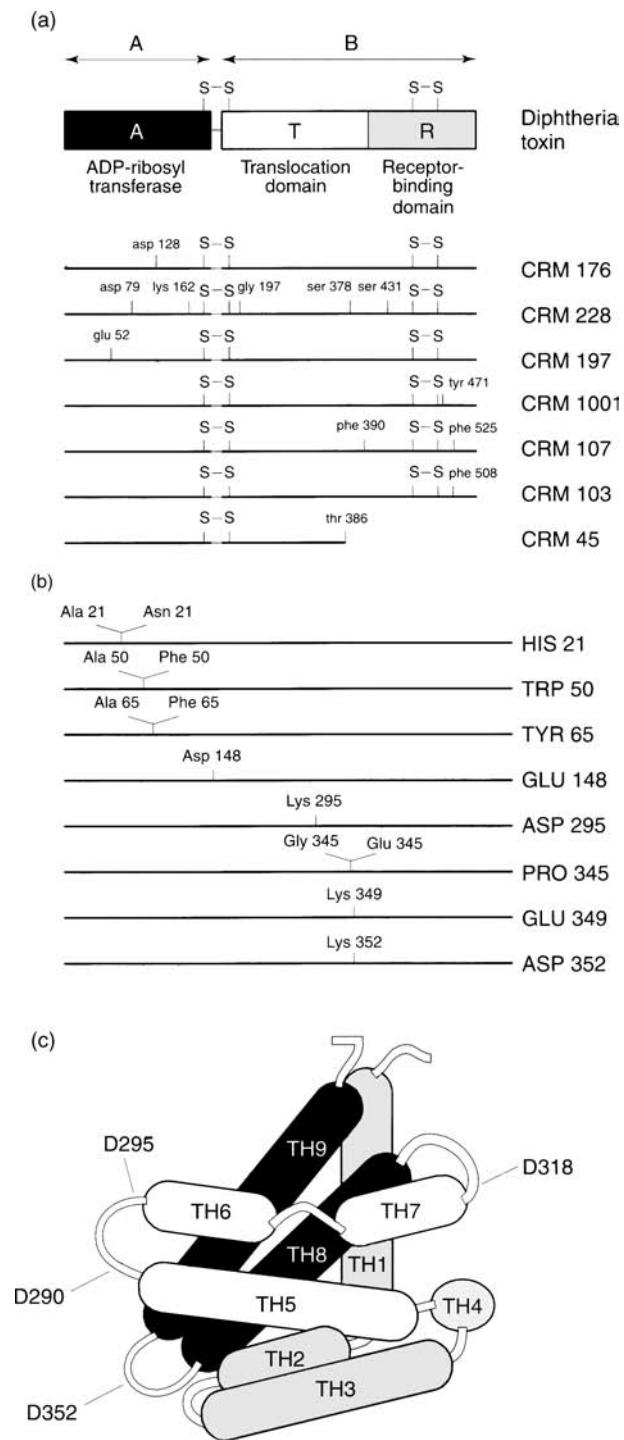 (a)
A B
S–S S–S
A T R
Diphtheria
toxin
ADP-ribosyl
transferase
Translocation
domain
Receptor-
binding
domain
asp 128 S–S S–S
CRM 176
asp 79 lys 162 S–S gly 197 ser 378 ser 431 S–S
CRM 228
glu 52 S–S S–S
CRM 197
S–S S–S tyr 471
CRM 1001
S–S phe 390 S–S phe 525
CRM 107
S–S S–S phe 508
CRM 103
S–S thr 386
CRM 45
(b)
Ala 21 Asn 21
HIS 21
Ala 50 Phe 50
TRP 50
Ala 65 Phe 65
TYR 65
Asp 148
GLU 148
Lys 295
ASP 295
Gly 345 Glu 345
PRO 345
Lys 349
GLU 349
Lys 352
ASP 352
(c)
D295
TH9
D318
TH6
TH7
TH8
TH1
D290
TH5
TH4
TH2
TH3
D352